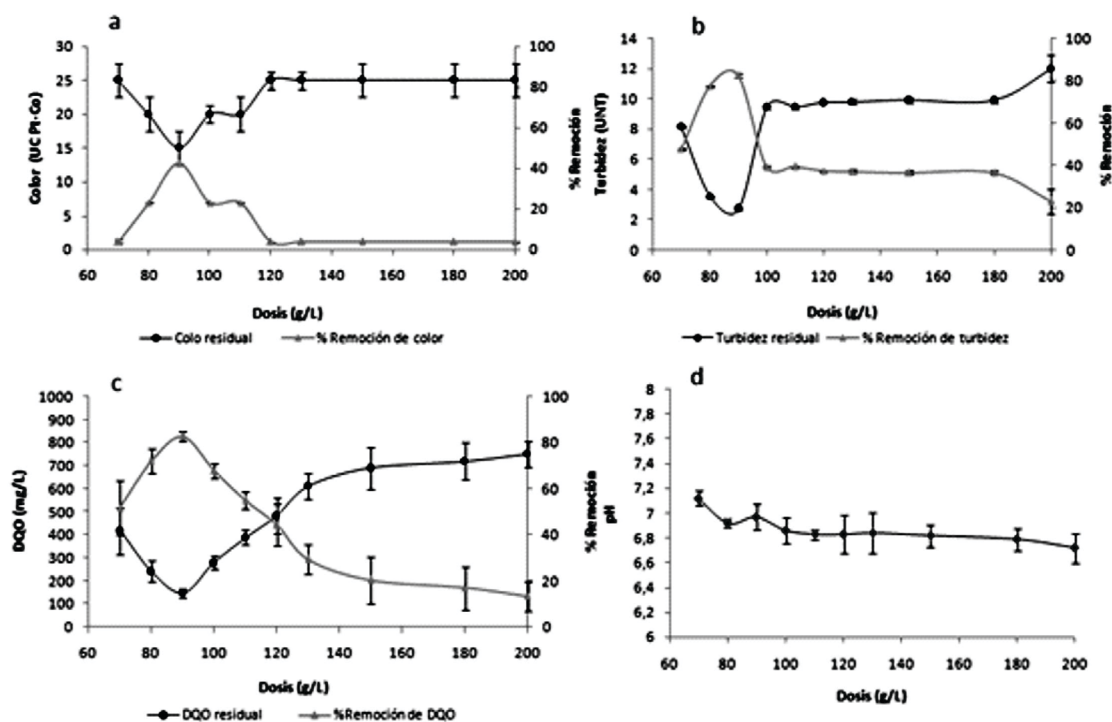 a
30
25
20
15
10
5
0
Color (UC Pt-Co)
100
80
60
40
20
0
% Remoción
60 80 100 120 140 160 180 200
Dosis (g/L)
Colo residual % Remoción de color
b
14
12
10
8
6
4
2
0
Turbidez (UNT)
100
80
60
40
20
0
% Remoción
60 80 100 120 140 160 180 200
Dosis (g/L)
Turbidez residual % Remoción de turbidez
c
1000
900
800
700
600
500
400
300
200
100
0
DQO (mg/L)
100
80
60
40
20
0
% Remoción
60 80 100 120 140 160 180 200
Dosis (g/L)
DQO residual %Remoción de DQO
d
8
7,8
7,6
7,4
7,2
7
6,8
6,6
6,4
6,2
6
pH
60 80 100 120 140 160 180 200
Dosis (g/L)